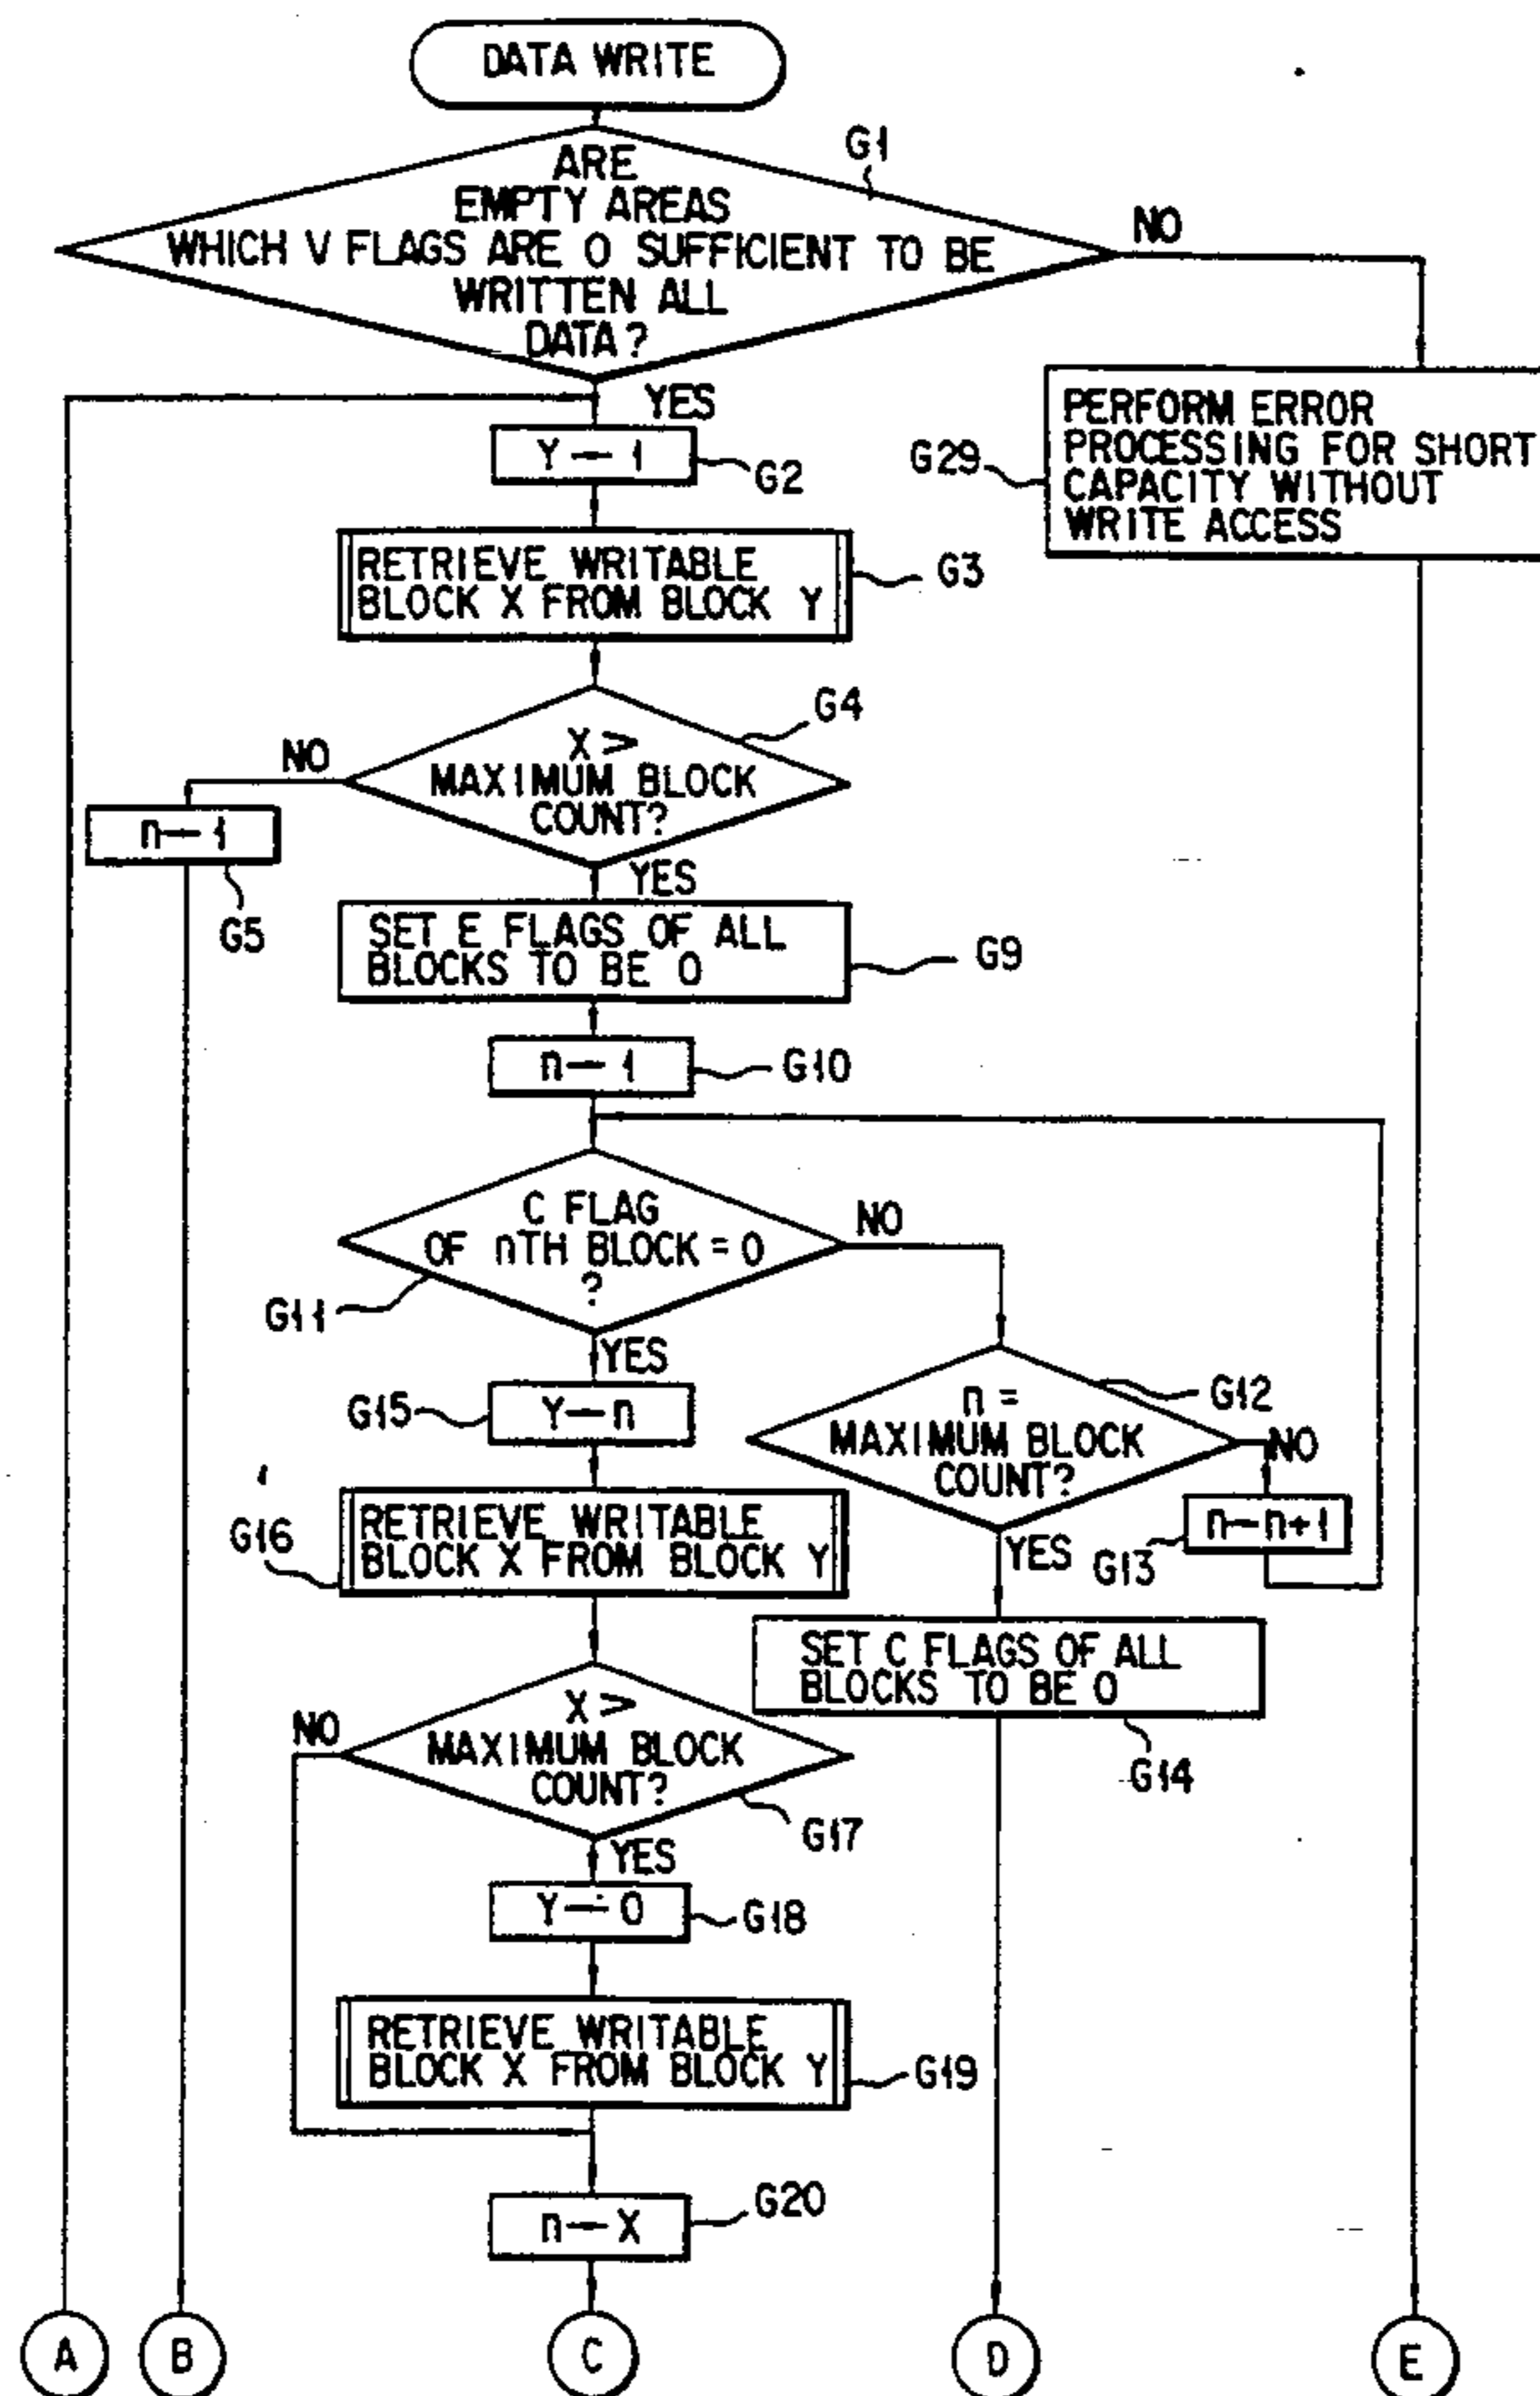 DATA WRITE
G1
ARE
EMPTY AREAS
WHICH V FLAGS ARE 0 SUFFICIENT TO BE
WRITTEN ALL
DATA?
NO
YES
PERFORM ERROR
PROCESSING FOR SHORT
CAPACITY WITHOUT
WRITE ACCESS
G29
Y←1
G2
RETRIEVE WRITABLE
BLOCK X FROM BLOCK Y
G3
G4
X >
MAXIMUM BLOCK
COUNT?
NO
n←1
G5
YES
SET E FLAGS OF ALL
BLOCKS TO BE 0
G9
n←1
G10
C FLAG
OF nTH BLOCK = 0
?
NO
G11
YES
Y←n
G15
n =
MAXIMUM BLOCK
COUNT?
G12
NO
n←n+1
G13
YES
RETRIEVE WRITABLE
BLOCK X FROM BLOCK Y
G16
SET C FLAGS OF ALL
BLOCKS TO BE 0
G14
X >
MAXIMUM BLOCK
COUNT?
NO
G17
YES
Y←0
G18
RETRIEVE WRITABLE
BLOCK X FROM BLOCK Y
G19
n←X
G20
A
B
C
D
E